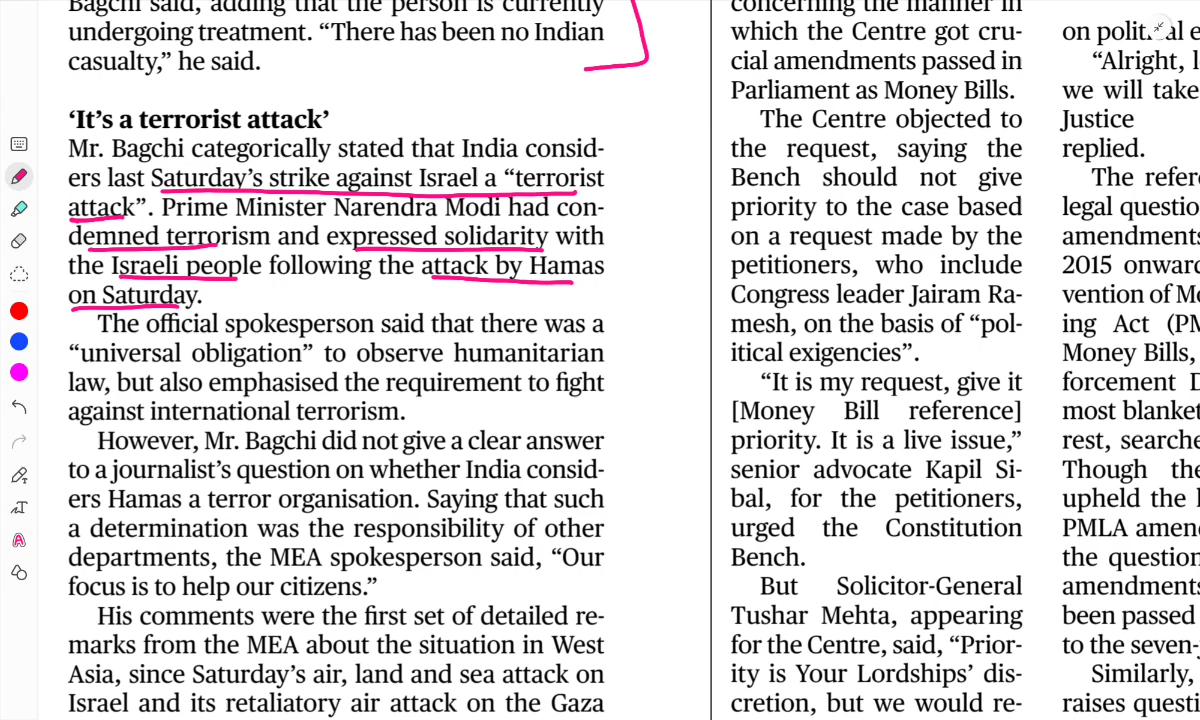 Bagchi said, adding that the person is currently
undergoing treatment. “There has been no Indian
casualty,” he said.
‘It’s a terrorist attack’
Mr. Bagchi categorically stated that India consid-
ers last Saturday’s strike against Israel a “terrorist
attack”. Prime Minister Narendra Modi had con-
demned terrorism and expressed solidarity with
the Israeli people following the attack by Hamas
on Saturday.
The official spokesperson said that there was a
“universal obligation” to observe humanitarian
law, but also emphasised the requirement to fight
against international terrorism.
However, Mr. Bagchi did not give a clear answer
to a journalist’s question on whether India consid-
ers Hamas a terror organisation. Saying that such
a determination was the responsibility of other
departments, the MEA spokesperson said, “Our
focus is to help our citizens.”
His comments were the first set of detailed re-
marks from the MEA about the situation in West
Asia, since Saturday’s air, land and sea attack on
Israel and its retaliatory air attack on the Gaza
concerning the manner in
which the Centre got cru-
cial amendments passed in
Parliament as Money Bills.
The Centre objected to
the request, saying the
Bench should not give
priority to the case based
on a request made by the
petitioners, who include
Congress leader Jairam Ra-
mesh, on the basis of “pol-
itical exigencies”.
“It is my request, give it
[Money Bill reference]
priority. It is a live issue,”
senior advocate Kapil Si-
bal, for the petitioners,
urged the Constitution
Bench.
But Solicitor-General
Tushar Mehta, appearing
for the Centre, said, “Prior-
ity is Your Lordships’ dis-
cretion, but we would re-
on political e
“Alright, l
we will take
Justice
replied.
The refere
legal questio
amendments
2015 onward
vention of Mo
ing Act (PM
Money Bills,
forcement D
most blanket
rest, searche
Though the
upheld the l
PMLA amend
the question
amendments
been passed
to the seven-j
Similarly,
raises questi